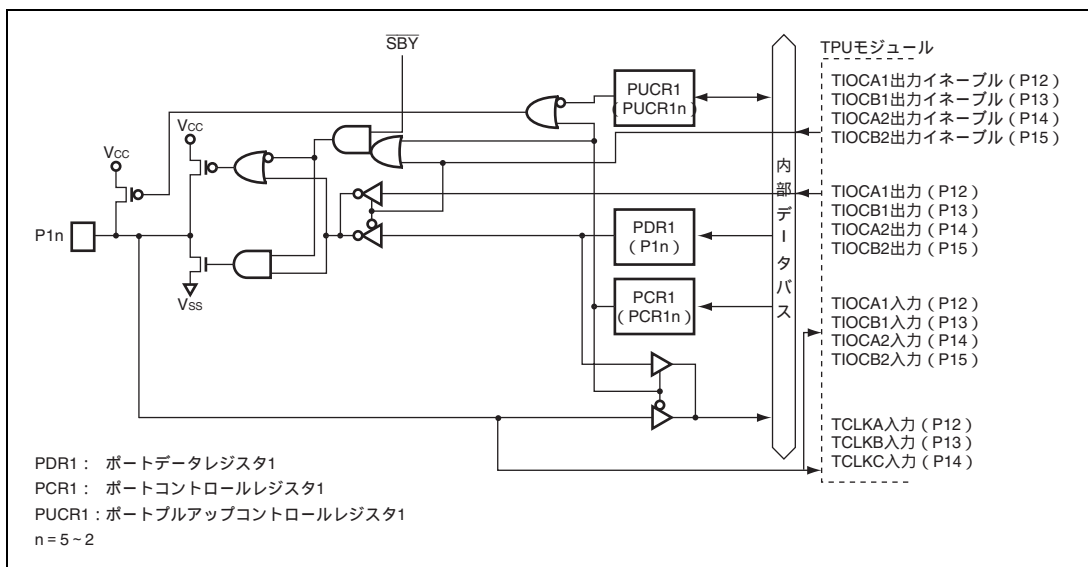 SBY
TPUモジュール
VCC
VCC
P1n
VSS
PUCR1
(PUCR1n)
PDR1
(P1n)
PCR1
(PCR1n)
内部データバス
TIOCA1出力イネーブル(P12)
TIOCB1出力イネーブル(P13)
TIOCA2出力イネーブル(P14)
TIOCB2出力イネーブル(P15)
TIOCA1出力(P12)
TIOCB1出力(P13)
TIOCA2出力(P14)
TIOCB2出力(P15)
TIOCA1入力(P12)
TIOCB1入力(P13)
TIOCA2入力(P14)
TIOCB2入力(P15)
TCLKA入力(P12)
TCLKB入力(P13)
TCLKC入力(P14)
PDR1: ポートデータレジスタ1
PCR1: ポートコントロールレジスタ1
PUCR1:ポートプルアップコントロールレジスタ1
n = 5 ~ 2